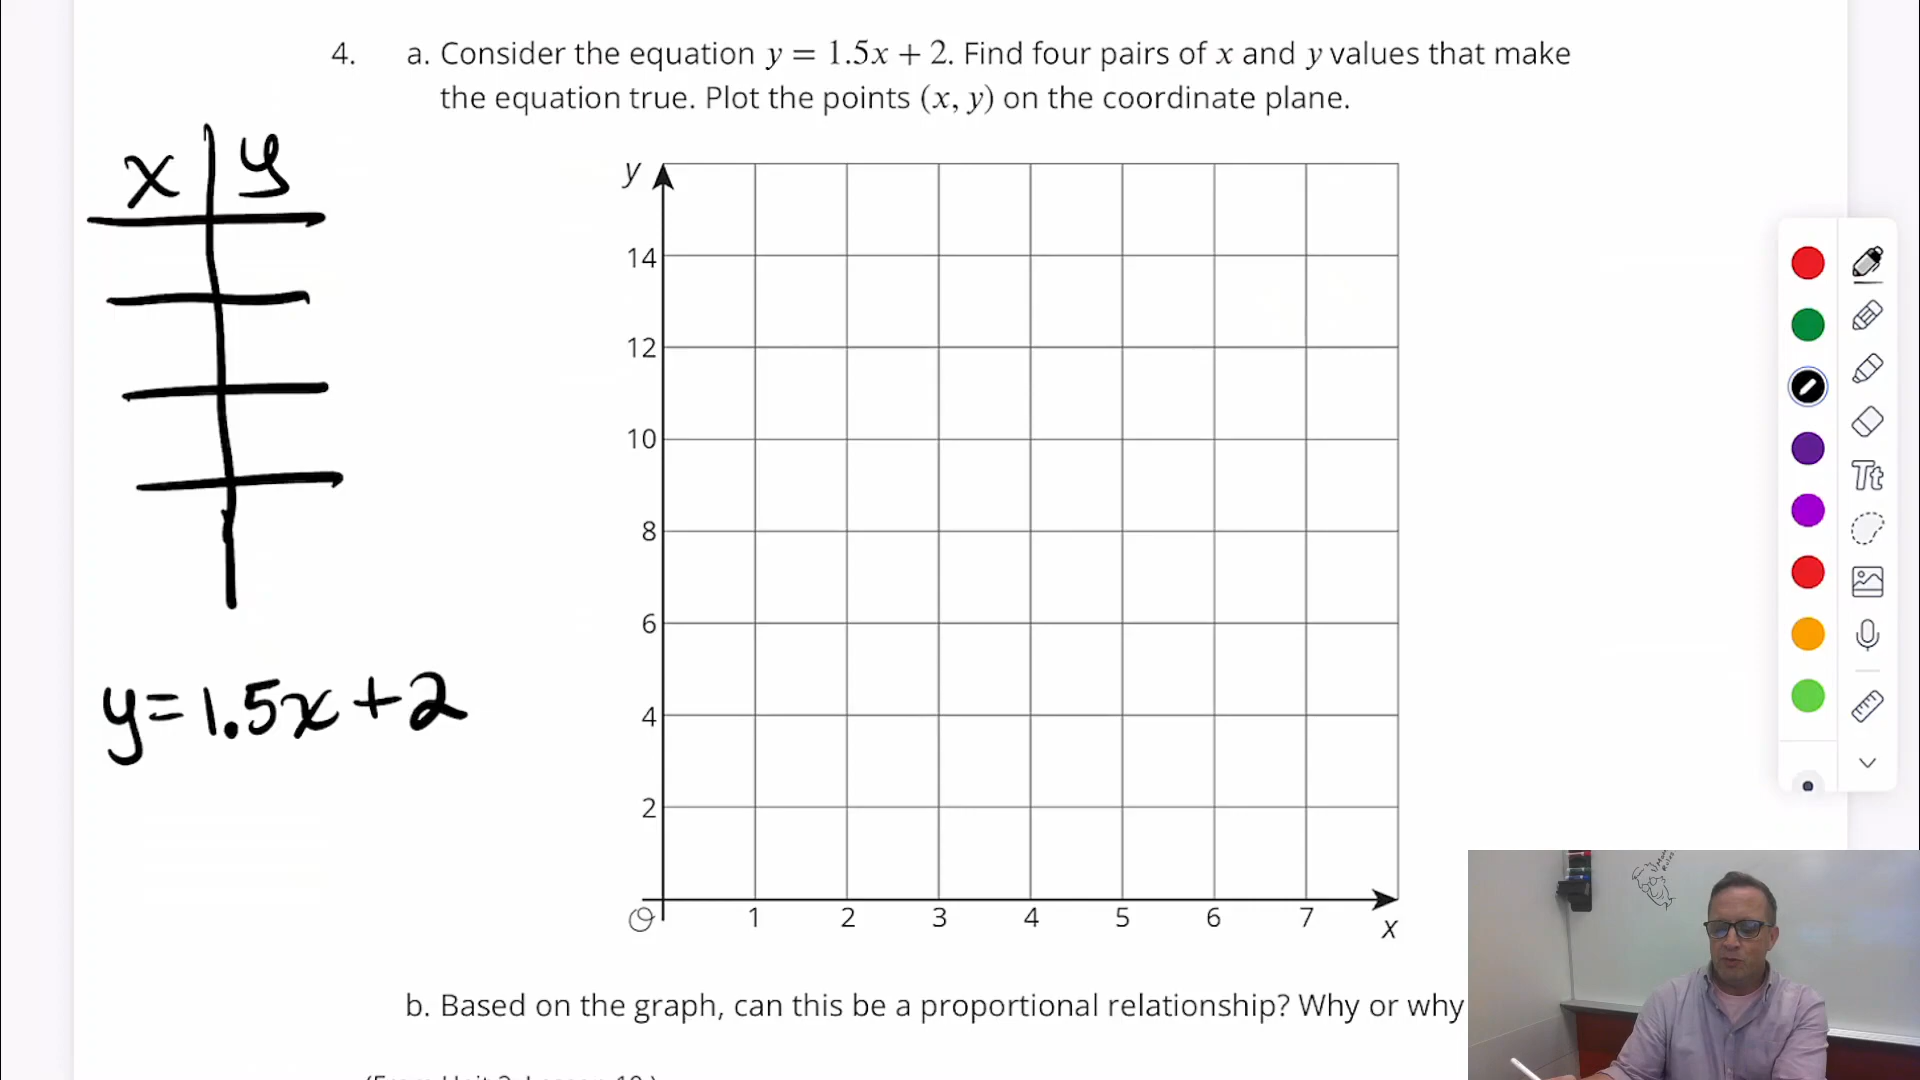 4. a. Consider the equation y = 1.5x + 2. Find four pairs of x and y values that make
the equation true. Plot the points (x, y) on the coordinate plane.
x y
y
14
12
10
8
6
4
2
y=1.5x+2
O 1 2 3 4 5 6 7
x
Tt
b. Based on the graph, can this be a proportional relationship? Why or why